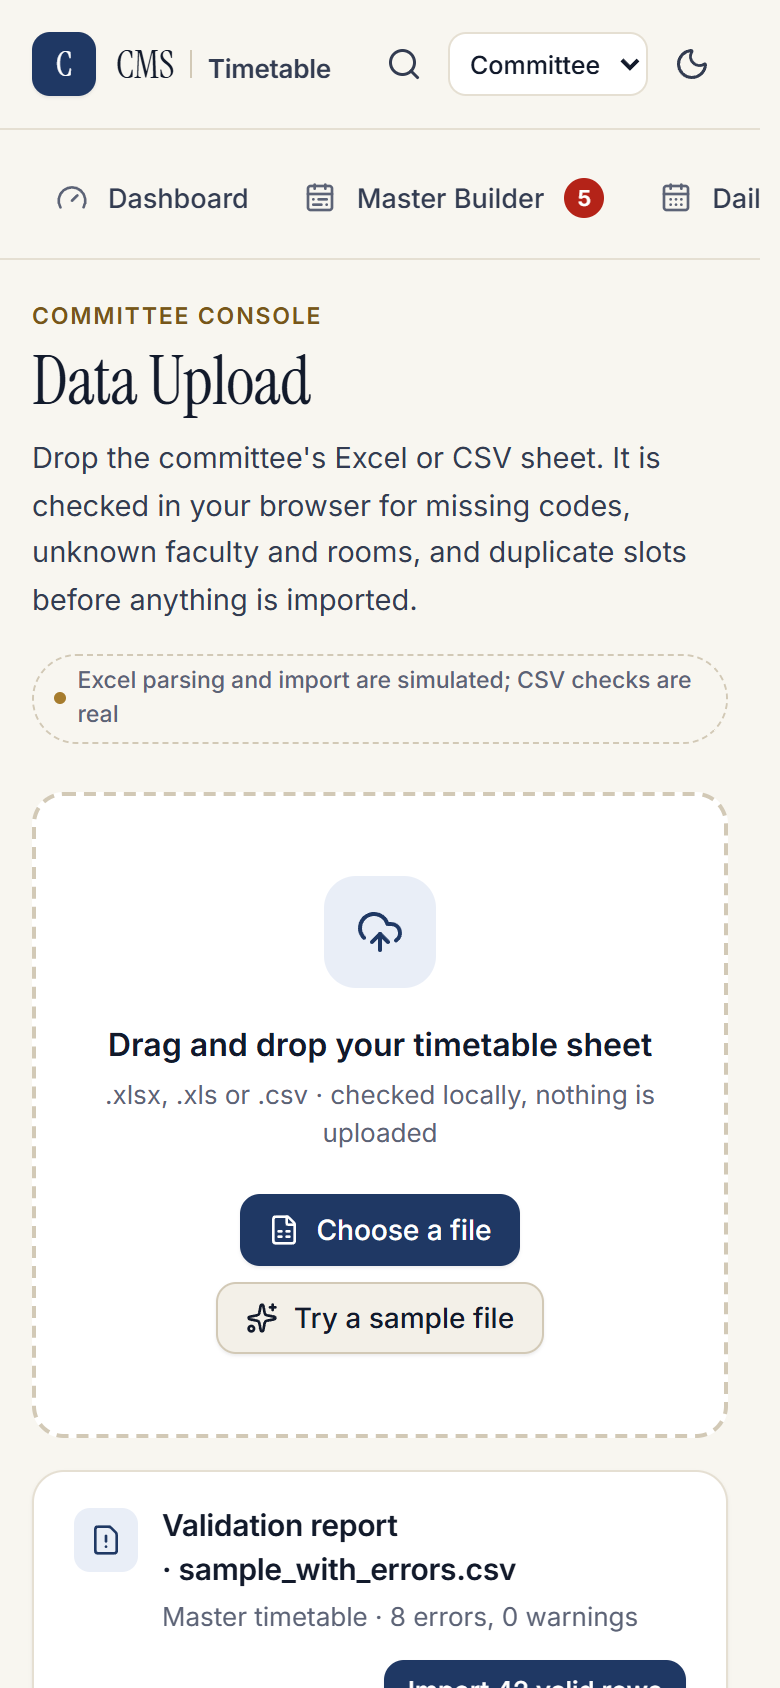 C CMS Timetable Committee
Dashboard Master Builder 5 Dail
COMMITTEE CONSOLE
Data Upload
Drop the committee's Excel or CSV sheet. It is
checked in your browser for missing codes,
unknown faculty and rooms, and duplicate slots
before anything is imported.
Excel parsing and import are simulated; CSV checks are
real
Drag and drop your timetable sheet
.xlsx, .xls or .csv · checked locally, nothing is
uploaded
Choose a file
Try a sample file
Validation report
· sample_with_errors.csv
Master timetable · 8 errors, 0 warnings
Import 42 valid rows